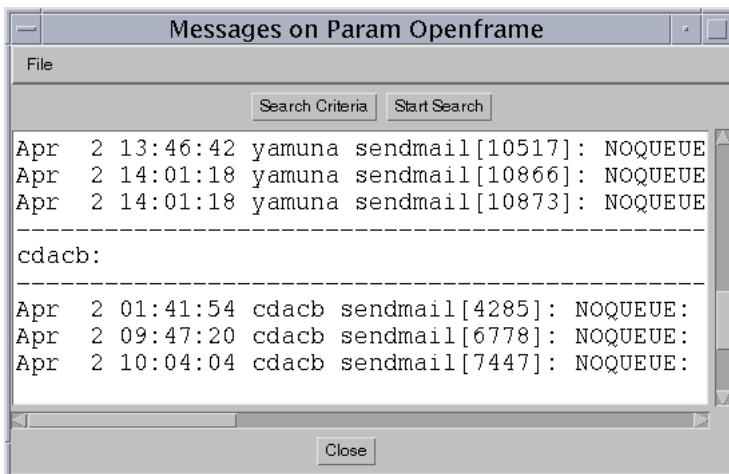 Messages on Param Openframe
File
Search Criteria Start Search
Apr  2 13:46:42 yamuna sendmail[10517]: NOQUEUE
Apr  2 14:01:18 yamuna sendmail[10866]: NOQUEUE
Apr  2 14:01:18 yamuna sendmail[10873]: NOQUEUE
------------------------------------------------
cdacb:
------------------------------------------------
Apr  2 01:41:54 cdacb sendmail[4285]: NOQUEUE:
Apr  2 09:47:20 cdacb sendmail[6778]: NOQUEUE:
Apr  2 10:04:04 cdacb sendmail[7447]: NOQUEUE:
Close